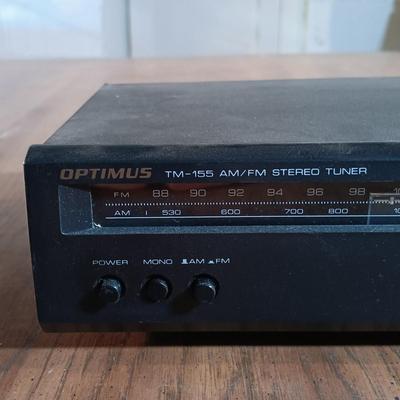 OPTIMUS TM-155 AM/FM STEREO TUNER
FM 88 90 92 94 96 98
AM 530 600 700 800
POWER MONO AM FM